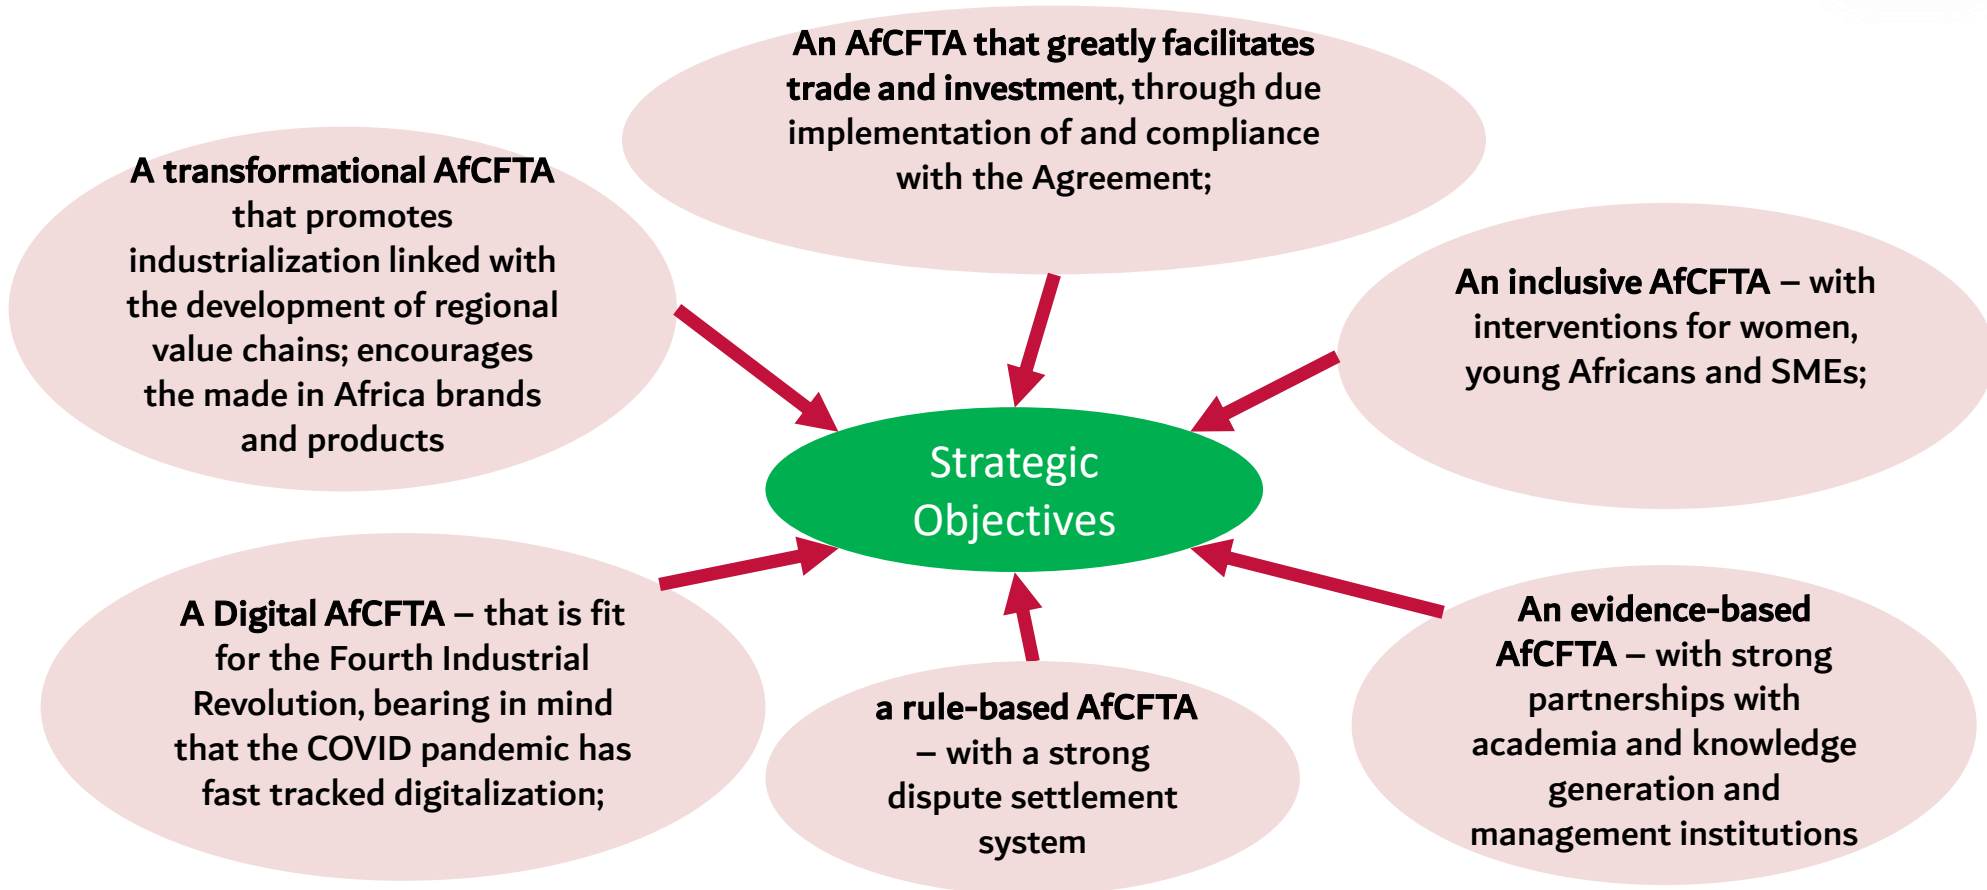 An AfCFTA that greatly facilitates
trade and investment, through due
implementation of and compliance
with the Agreement;
A transformational AfCFTA
that promotes
industrialization linked with
the development of regional
value chains; encourages
the made in Africa brands
and products
An inclusive AfCFTA – with
interventions for women,
young Africans and SMEs;
Strategic
Objectives
A Digital AfCFTA – that is fit
for the Fourth Industrial
Revolution, bearing in mind
that the COVID pandemic has
fast tracked digitalization;
a rule-based AfCFTA
– with a strong
dispute settlement
system
An evidence-based
AfCFTA – with strong
partnerships with
academia and knowledge
generation and
management institutions